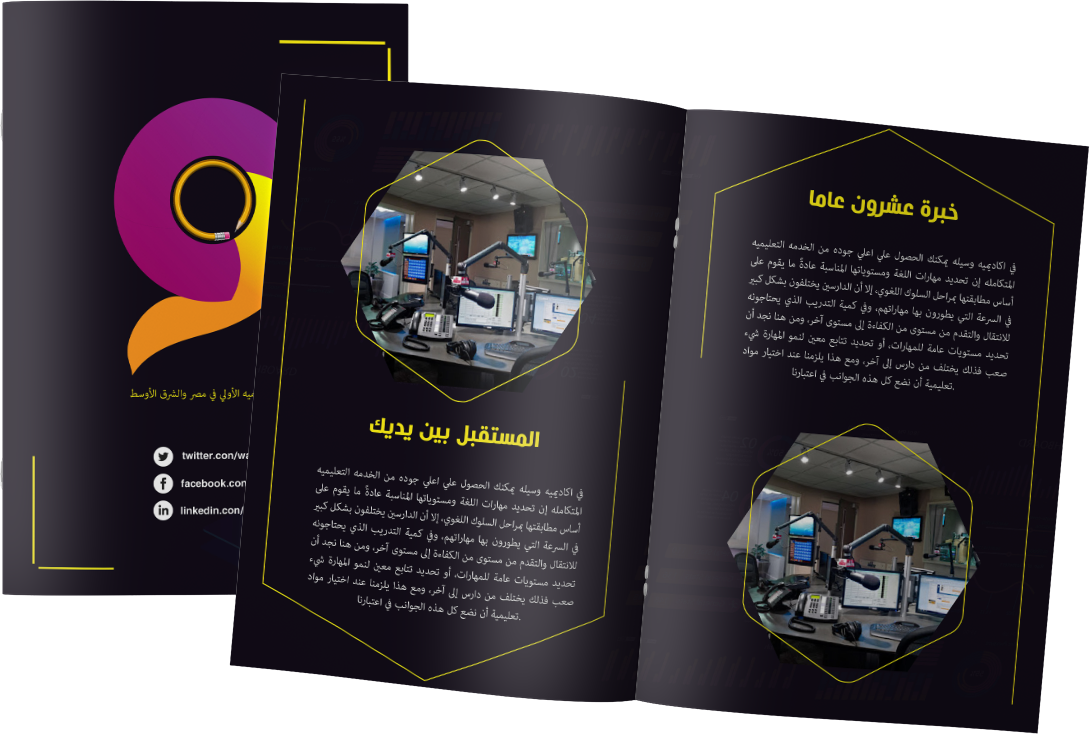 يه الأولي في مصر والشرق الأوسط
twitter.con/wa
facebook.con
linkedin.con/
المستقبل بين يديك
في اكاديميه وسيله يمكنك الحصول علي اعلي جوده من الخدمه التعليميه
المتكامله إن تحديد مهارات اللغة ومستوياتها المناسبة عادةً ما يقوم على
أساس مطابقتها بمراحل السلوك اللغوي، إلا أن الدارسين يختلفون بشكل كبير
في السرعة التي يطورون بها مهاراتهم، وفي كمية التدريب الذي يحتاجونه
للانتقال والتقدم من مستوى من الكفاءة إلى مستوى آخر، ومن هنا نجد أن
تحديد مستويات عامة للمهارات، أو تحديد تتابع معين لنمو المهارة شيء
صعب فذلك يختلف من دارس إلى آخر، ومع هذا يلزمنا عند اختيار مواد
تعليمية أن نضع كل هذه الجوانب في اعتبارنا.
خبرة عشرون عاما
في اكاديميه وسيله يمكنك الحصول علي اعلي جوده من الخدمه التعليميه
المتكامله إن تحديد مهارات اللغة ومستوياتها المناسبة عادةً ما يقوم على
أساس مطابقتها بمراحل السلوك اللغوي، إلا أن الدارسين يختلفون بشكل كبير
في السرعة التي يطورون بها مهاراتهم، وفي كمية التدريب الذي يحتاجونه
للانتقال والتقدم من مستوى من الكفاءة إلى مستوى آخر، ومن هنا نجد أن
تحديد مستويات عامة للمهارات، أو تحديد تتابع معين لنمو المهارة شيء
صعب فذلك يختلف من دارس إلى آخر، ومع هذا يلزمنا عند اختيار مواد
تعليمية أن نضع كل هذه الجوانب في اعتبارنا.